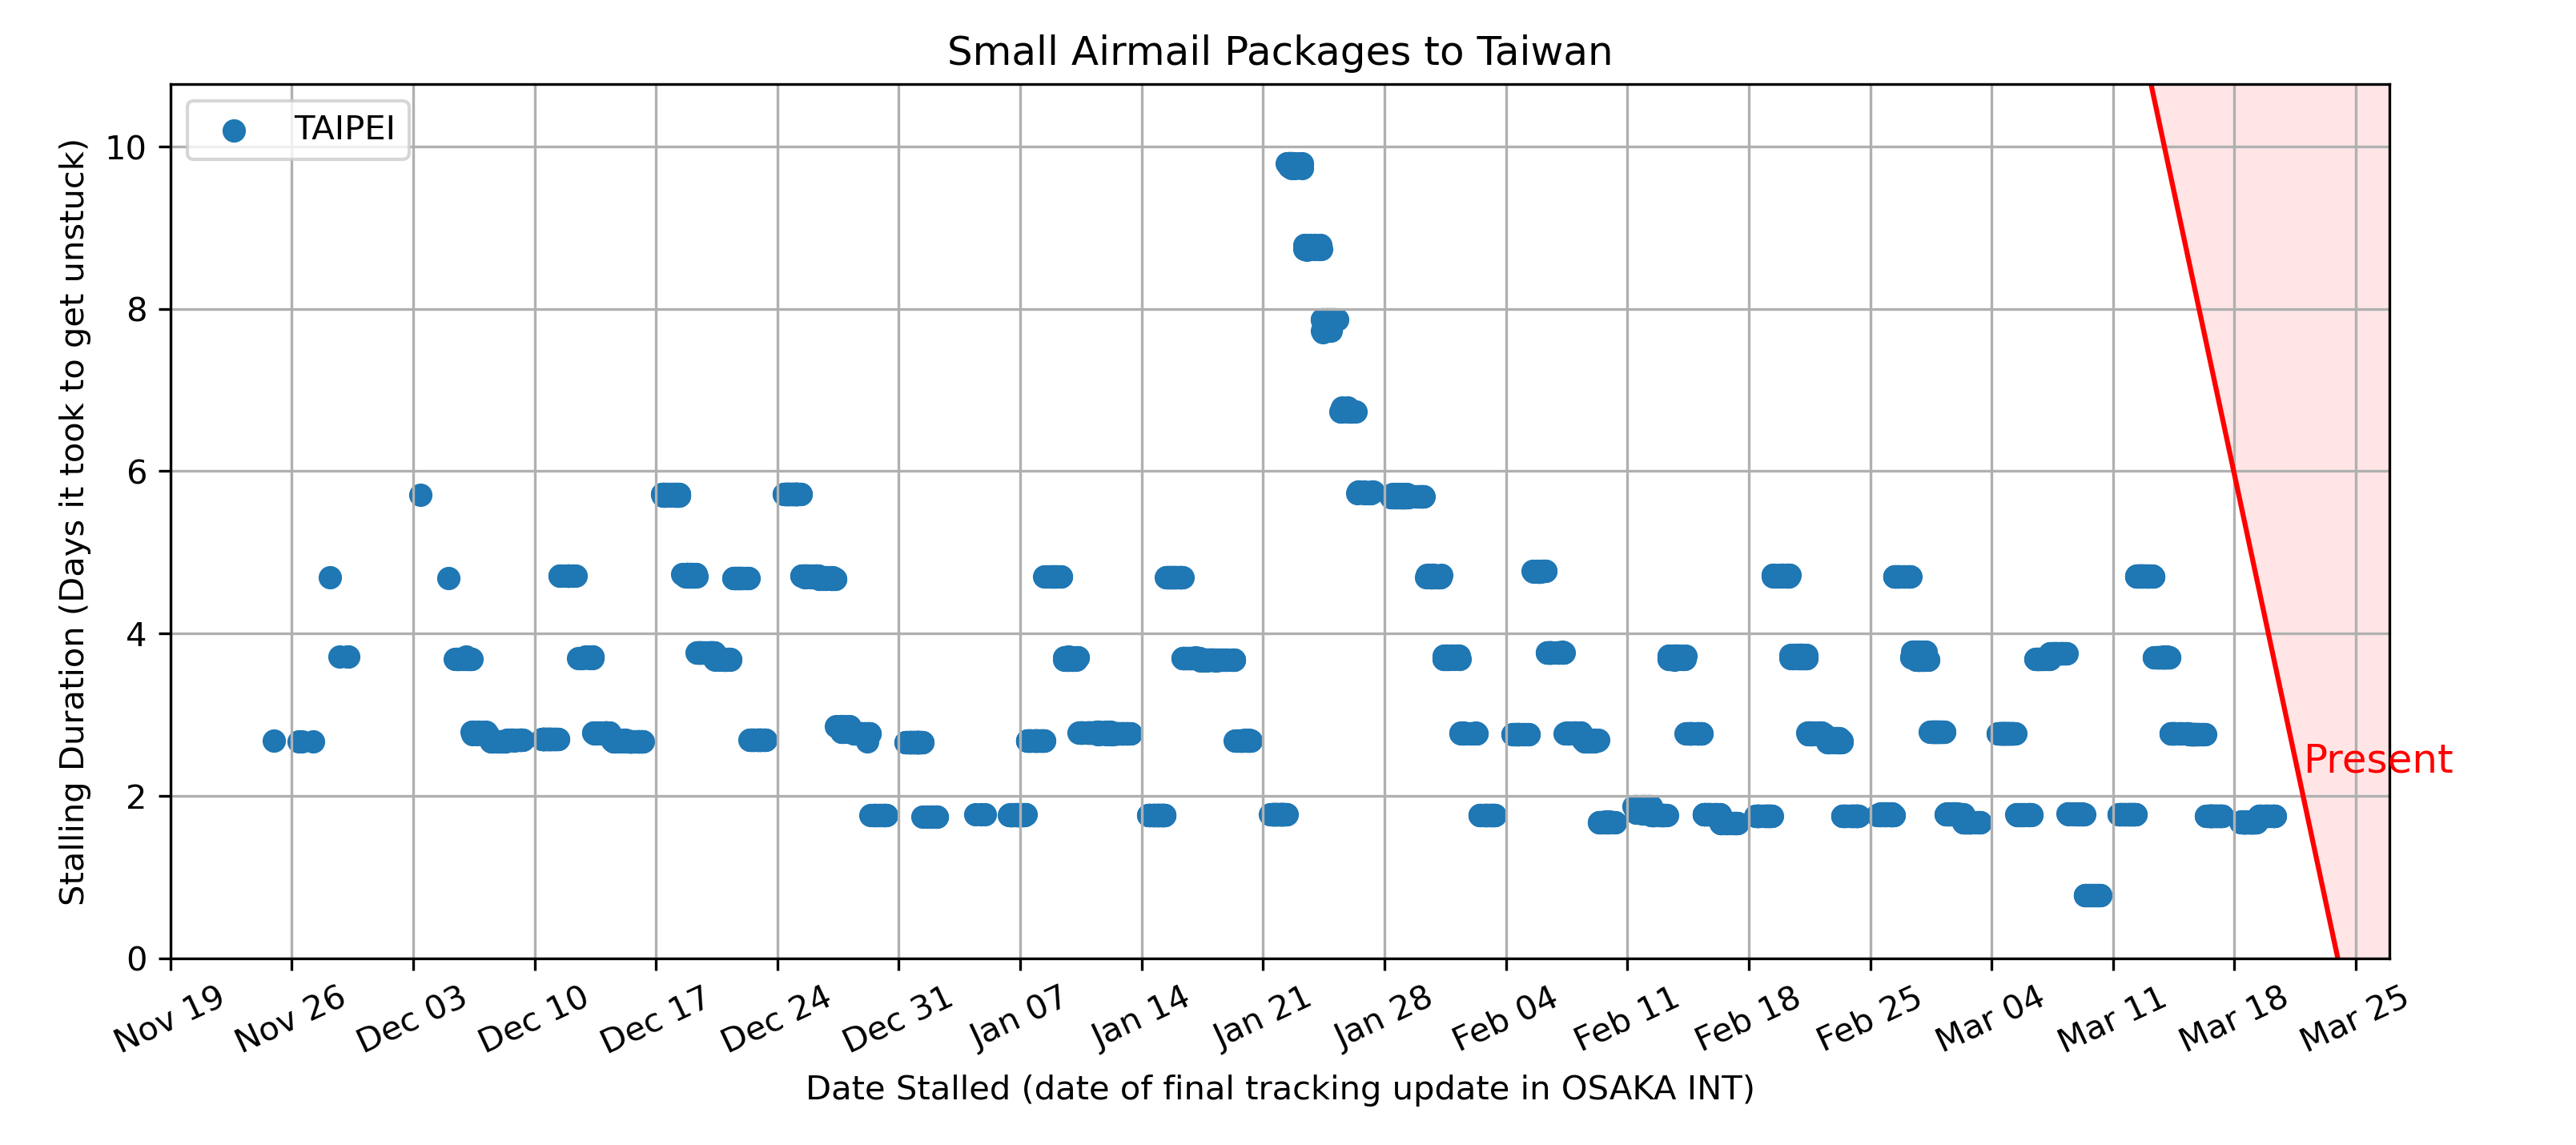 Small Airmail Packages to Taiwan
TAIPEI
Stalling Duration (Days it took to get unstuck)
10
8
6
4
2
0
Present
Nov 19
Nov 26
Dec 03
Dec 10
Dec 17
Dec 24
Dec 31
Jan 07
Jan 14
Jan 21
Jan 28
Feb 04
Feb 11
Feb 18
Feb 25
Mar 04
Mar 11
Mar 18
Mar 25
Date Stalled (date of final tracking update in OSAKA INT)